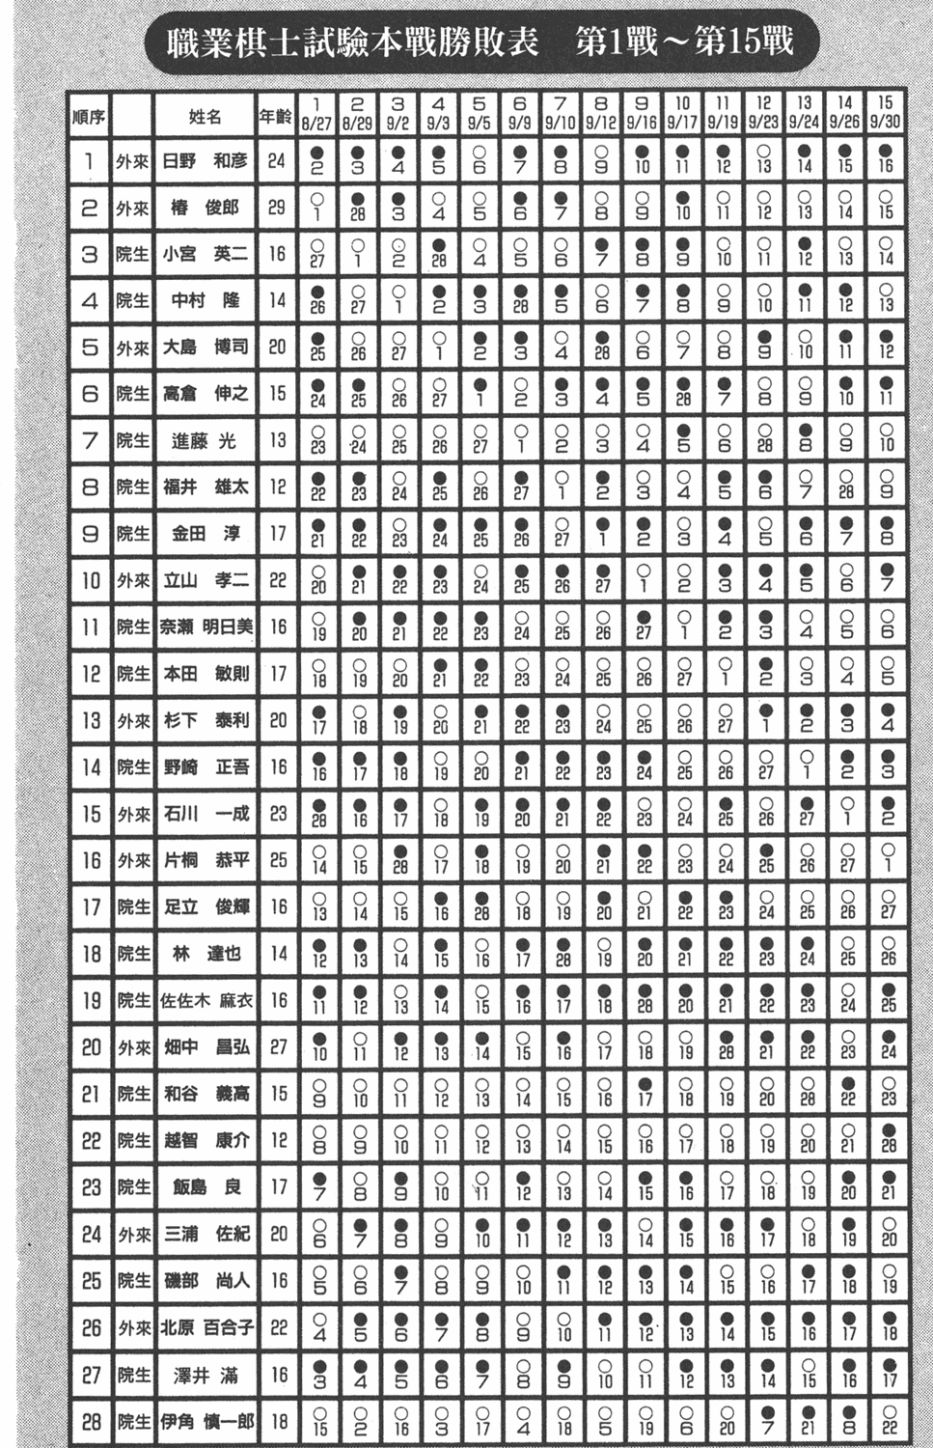 職業棋士試驗本戰勝敗表 第1戰～第15戰
順序 姓名 年齡 1 8/27 2 8/29 3 9/2 4 9/3 5 9/5 6 9/9 7 9/10 8 9/12 9 9/16 10 9/17 11 9/19 12 9/23 13 9/24 14 9/26 15 9/30
1 外來 日野 和彥 24 ●2 ●3 ●4 ●5 ○6 ●7 ●8 ○9 ●10 ●11 ●12 ○13 ●14 ●15 ●16
2 外來 椿 俊郎 29 ○1 ●28 ●3 ○4 ○5 ●6 ●7 ○8 ○9 ●10 ○11 ○12 ○13 ○14 ○15
3 院生 小宮 英二 16 ○27 ○1 ○2 ●28 ○4 ○5 ○6 ●7 ●8 ●9 ○10 ○11 ●12 ○13 ○14
4 院生 中村 隆 14 ●26 ○27 ○1 ●2 ●3 ●28 ●5 ○6 ●7 ●8 ○9 ○10 ●11 ●12 ○13
5 外來 大島 博司 20 ●25 ○26 ○27 ○1 ●2 ●3 ○4 ●28 ○6 ○7 ○8 ●9 ○10 ●11 ●12
6 院生 高倉 伸之 15 ●24 ●25 ○26 ○27 ●1 ○2 ●3 ●4 ●5 ●28 ●7 ○8 ○9 ●10 ●11
7 院生 進藤 光 13 ○23 ○24 ○25 ○26 ○27 ○1 ○2 ○3 ○4 ●5 ○6 ○28 ●8 ○9 ○10
8 院生 福井 雄太 12 ●22 ●23 ○24 ●25 ○26 ●27 ○1 ●2 ○3 ○4 ●5 ●6 ○7 ○28 ○9
9 院生 金田 淳 17 ●21 ●22 ○23 ●24 ●25 ●26 ○27 ●1 ●2 ○3 ●4 ○5 ●6 ●7 ●8
10 外來 立山 孝二 22 ○20 ●21 ●22 ●23 ○24 ●25 ●26 ●27 ○1 ○2 ●3 ●4 ●5 ○6 ●7
11 院生 奈瀨 明日美 16 ○19 ●20 ●21 ●22 ●23 ○24 ○25 ○26 ●27 ○1 ●2 ●3 ○4 ○5 ○6
12 院生 本田 敏則 17 ○18 ○19 ○20 ●21 ●22 ○23 ○24 ○25 ○26 ○27 ○1 ●2 ○3 ○4 ○5
13 外來 杉下 泰利 20 ●17 ○18 ●19 ○20 ●21 ●22 ●23 ○24 ○25 ○26 ○27 ●1 ●2 ●3 ●4
14 院生 野崎 正吾 16 ●16 ●17 ●18 ○19 ○20 ●21 ●22 ●23 ●24 ○25 ○26 ○27 ○1 ●2 ●3
15 外來 石川 一成 23 ●28 ●16 ●17 ○18 ●19 ●20 ●21 ●22 ○23 ○24 ●25 ○26 ●27 ○1 ●2
16 外來 片桐 恭平 25 ○14 ○15 ●28 ○17 ●18 ○19 ○20 ●21 ●22 ○23 ○24 ●25 ○26 ○27 ○1
17 院生 足立 俊輝 16 ○13 ○14 ○15 ●16 ●28 ○18 ○19 ●20 ○21 ●22 ●23 ○24 ○25 ○26 ○27
18 院生 林 達也 14 ●12 ●13 ○14 ●15 ○16 ●17 ●28 ○19 ●20 ●21 ●22 ●23 ●24 ○25 ○26
19 院生 佐佐木 麻衣 16 ●11 ●12 ○13 ●14 ○15 ●16 ●17 ●18 ●28 ●20 ●21 ●22 ●23 ○24 ●25
20 外來 畑中 昌弘 27 ●10 ○11 ●12 ●13 ●14 ○15 ●16 ○17 ○18 ○19 ●28 ●21 ●22 ○23 ●24
21 院生 和谷 義高 15 ○9 ○10 ○11 ○12 ○13 ○14 ○15 ○16 ●17 ○18 ○19 ○20 ○28 ●22 ○23
22 院生 越智 康介 12 ○8 ○9 ○10 ○11 ○12 ○13 ○14 ○15 ○16 ○17 ○18 ○19 ○20 ○21 ●28
23 院生 飯島 良 17 ●7 ○8 ●9 ○10 ○11 ●12 ○13 ○14 ●15 ●16 ○17 ○18 ○19 ●20 ●21
24 外來 三浦 佐紀 20 ○6 ●7 ●8 ○9 ●10 ●11 ●12 ●13 ○14 ●15 ●16 ●17 ○18 ●19 ○20
25 院生 磯部 尚人 16 ○5 ○6 ●7 ○8 ○9 ○10 ●11 ●12 ●13 ●14 ○15 ○16 ●17 ●18 ○19
26 外來 北原 百合子 22 ○4 ●5 ●6 ●7 ●8 ○9 ○10 ●11 ●12 ●13 ●14 ●15 ●16 ●17 ●18
27 院生 澤井 滿 16 ●3 ●4 ●5 ●6 ●7 ○8 ●9 ○10 ○11 ●12 ●13 ●14 ○15 ●16 ●17
28 院生 伊角 慎一郎 18 ○15 ○2 ○16 ○3 ○17 ○4 ○18 ○5 ○19 ○6 ○20 ●7 ●21 ●8 ○22